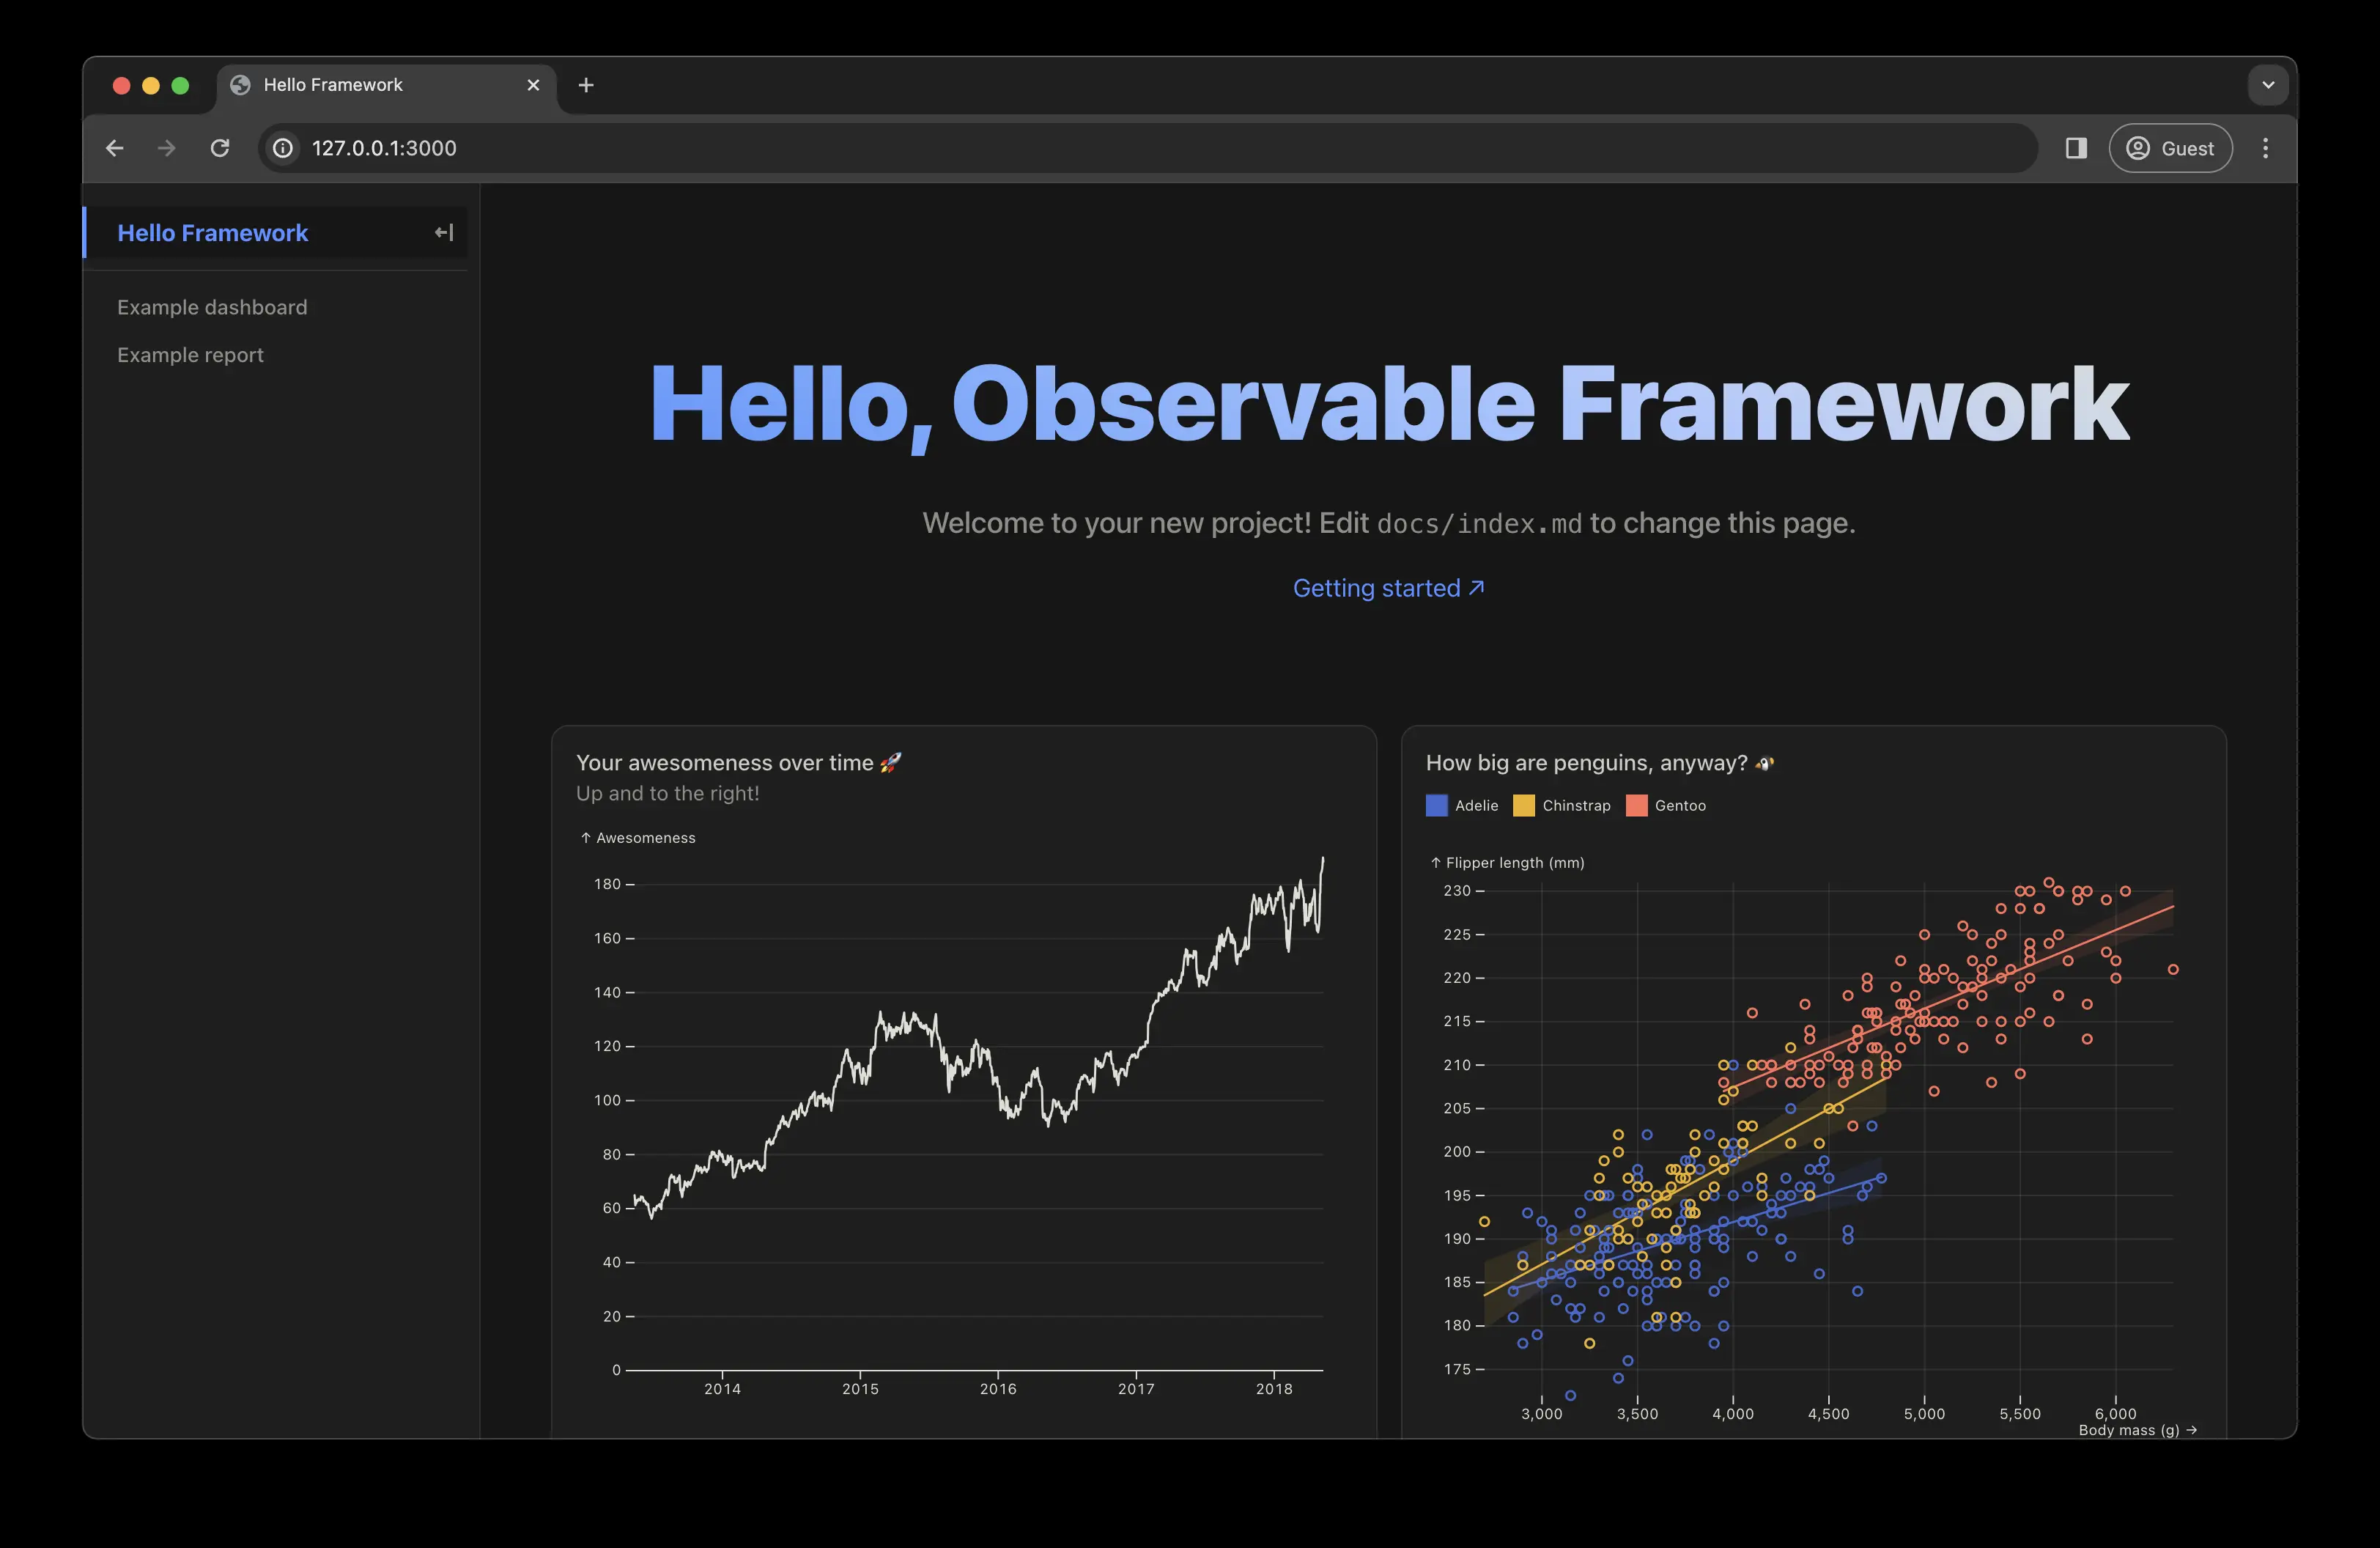 Hello Framework
127.0.0.1:3000
Guest
Hello Framework
Example dashboard
Example report
Hello, Observable Framework
Welcome to your new project! Edit docs/index.md to change this page.
Getting started ↗
Your awesomeness over time 🚀
Up and to the right!
↑ Awesomeness
180
160
140
120
100
80
60
40
20
0
2014 2015 2016 2017 2018
How big are penguins, anyway? 🐧
Adelie Chinstrap Gentoo
↑ Flipper length (mm)
230
225
220
215
210
205
200
195
190
185
180
175
3,000 3,500 4,000 4,500 5,000 5,500 6,000
Body mass (g) →